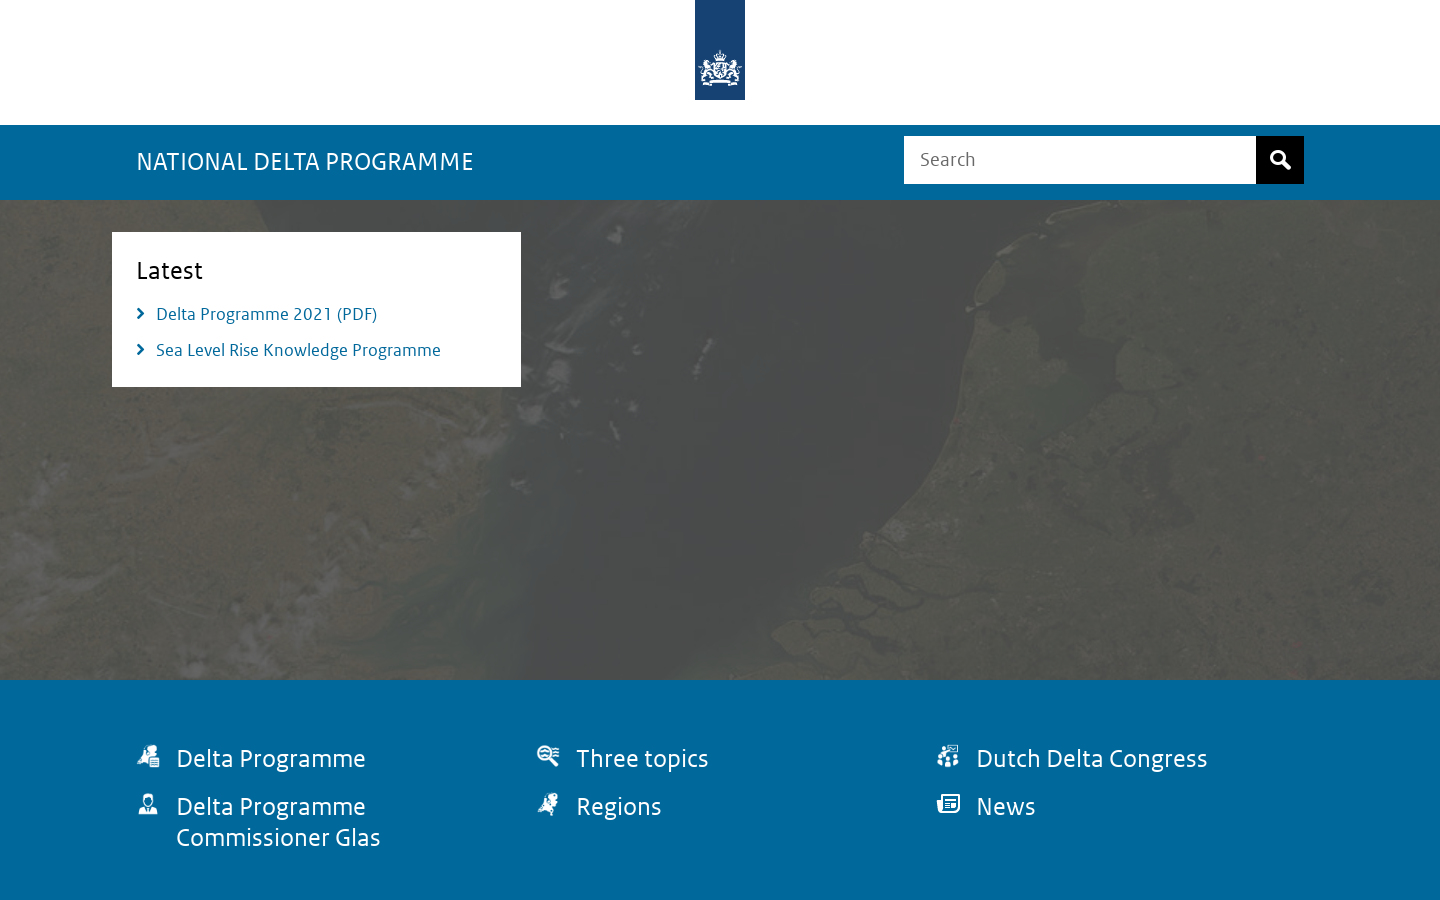 NATIONAL DELTA PROGRAMME
Search
Latest
Delta Programme 2021 (PDF)
Sea Level Rise Knowledge Programme
Delta Programme
Three topics
Dutch Delta Congress
Delta Programme
Commissioner Glas
Regions
News